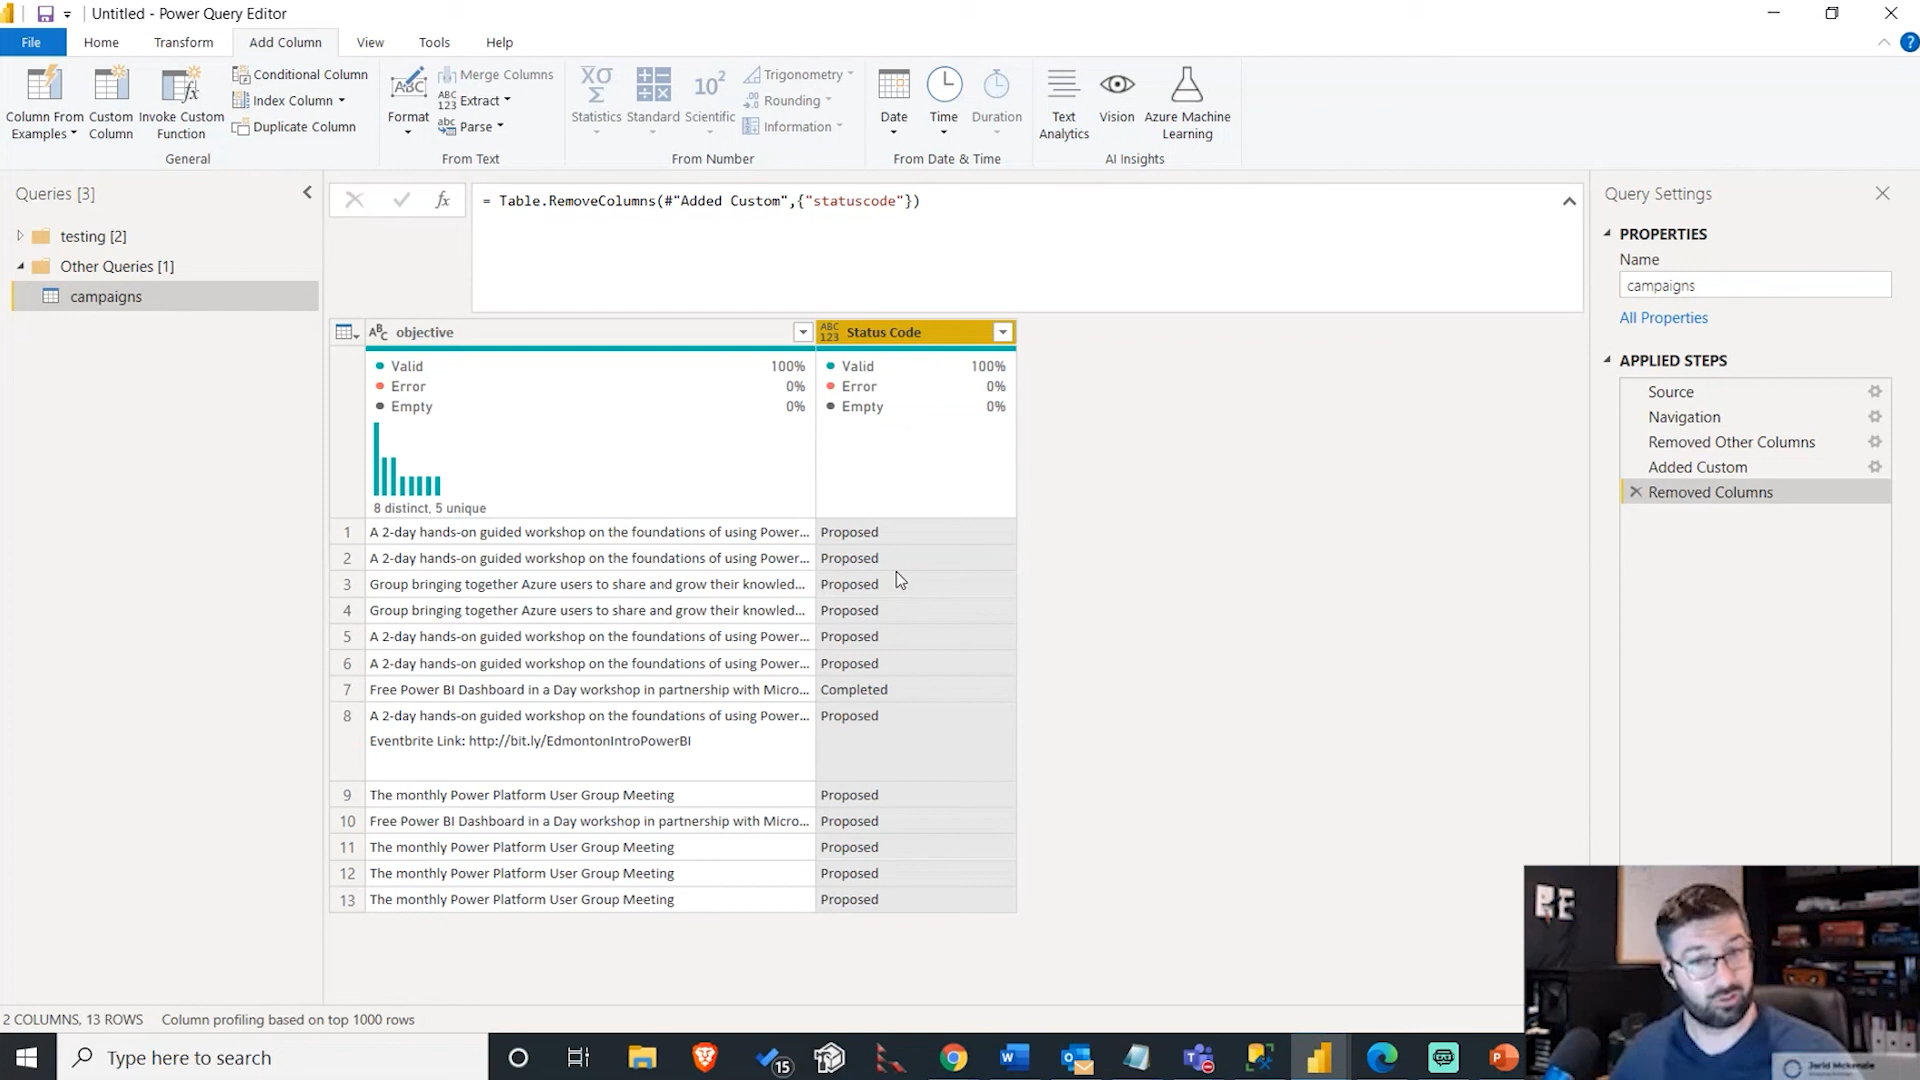 Untitled - Power Query Editor
File
Home
Transform
Add Column
View
Tools
Help
?
Column From
Examples
Custom
Column
Invoke Custom
Function
Conditional Column
Index Column
Duplicate Column
General
ABC
Format
Merge Columns
ABC
123 Extract
abc Parse
From Text
XΟ
Σ
Statistics
Standard
10²
Scientific
Trigonometry
.00 Rounding
Information
From Number
Date
Time
Duration
From Date & Time
Text
Analytics
Vision
Azure Machine
Learning
AI Insights
Queries [3]
testing [2]
Other Queries [1]
campaigns
fx
= Table.RemoveColumns(#"Added Custom",{"statuscode"})
ABC objective
ABC
123 Status Code
Valid 100%
Error 0%
Empty 0%
8 distinct, 5 unique
Valid 100%
Error 0%
Empty 0%
1 A 2-day hands-on guided workshop on the foundations of using Power... Proposed
2 A 2-day hands-on guided workshop on the foundations of using Power... Proposed
3 Group bringing together Azure users to share and grow their knowled... Proposed
4 Group bringing together Azure users to share and grow their knowled... Proposed
5 A 2-day hands-on guided workshop on the foundations of using Power... Proposed
6 A 2-day hands-on guided workshop on the foundations of using Power... Proposed
7 Free Power BI Dashboard in a Day workshop in partnership with Micro... Completed
8 A 2-day hands-on guided workshop on the foundations of using Power... Proposed
Eventbrite Link: http://bit.ly/EdmontonIntroPowerBI
9 The monthly Power Platform User Group Meeting Proposed
10 Free Power BI Dashboard in a Day workshop in partnership with Micro... Proposed
11 The monthly Power Platform User Group Meeting Proposed
12 The monthly Power Platform User Group Meeting Proposed
13 The monthly Power Platform User Group Meeting Proposed
Query Settings
PROPERTIES
Name
campaigns
All Properties
APPLIED STEPS
Source
Navigation
Removed Other Columns
Added Custom
Removed Columns
RE
Jarid McKenzie
2 COLUMNS, 13 ROWS
Column profiling based on top 1000 rows
Type here to search
15